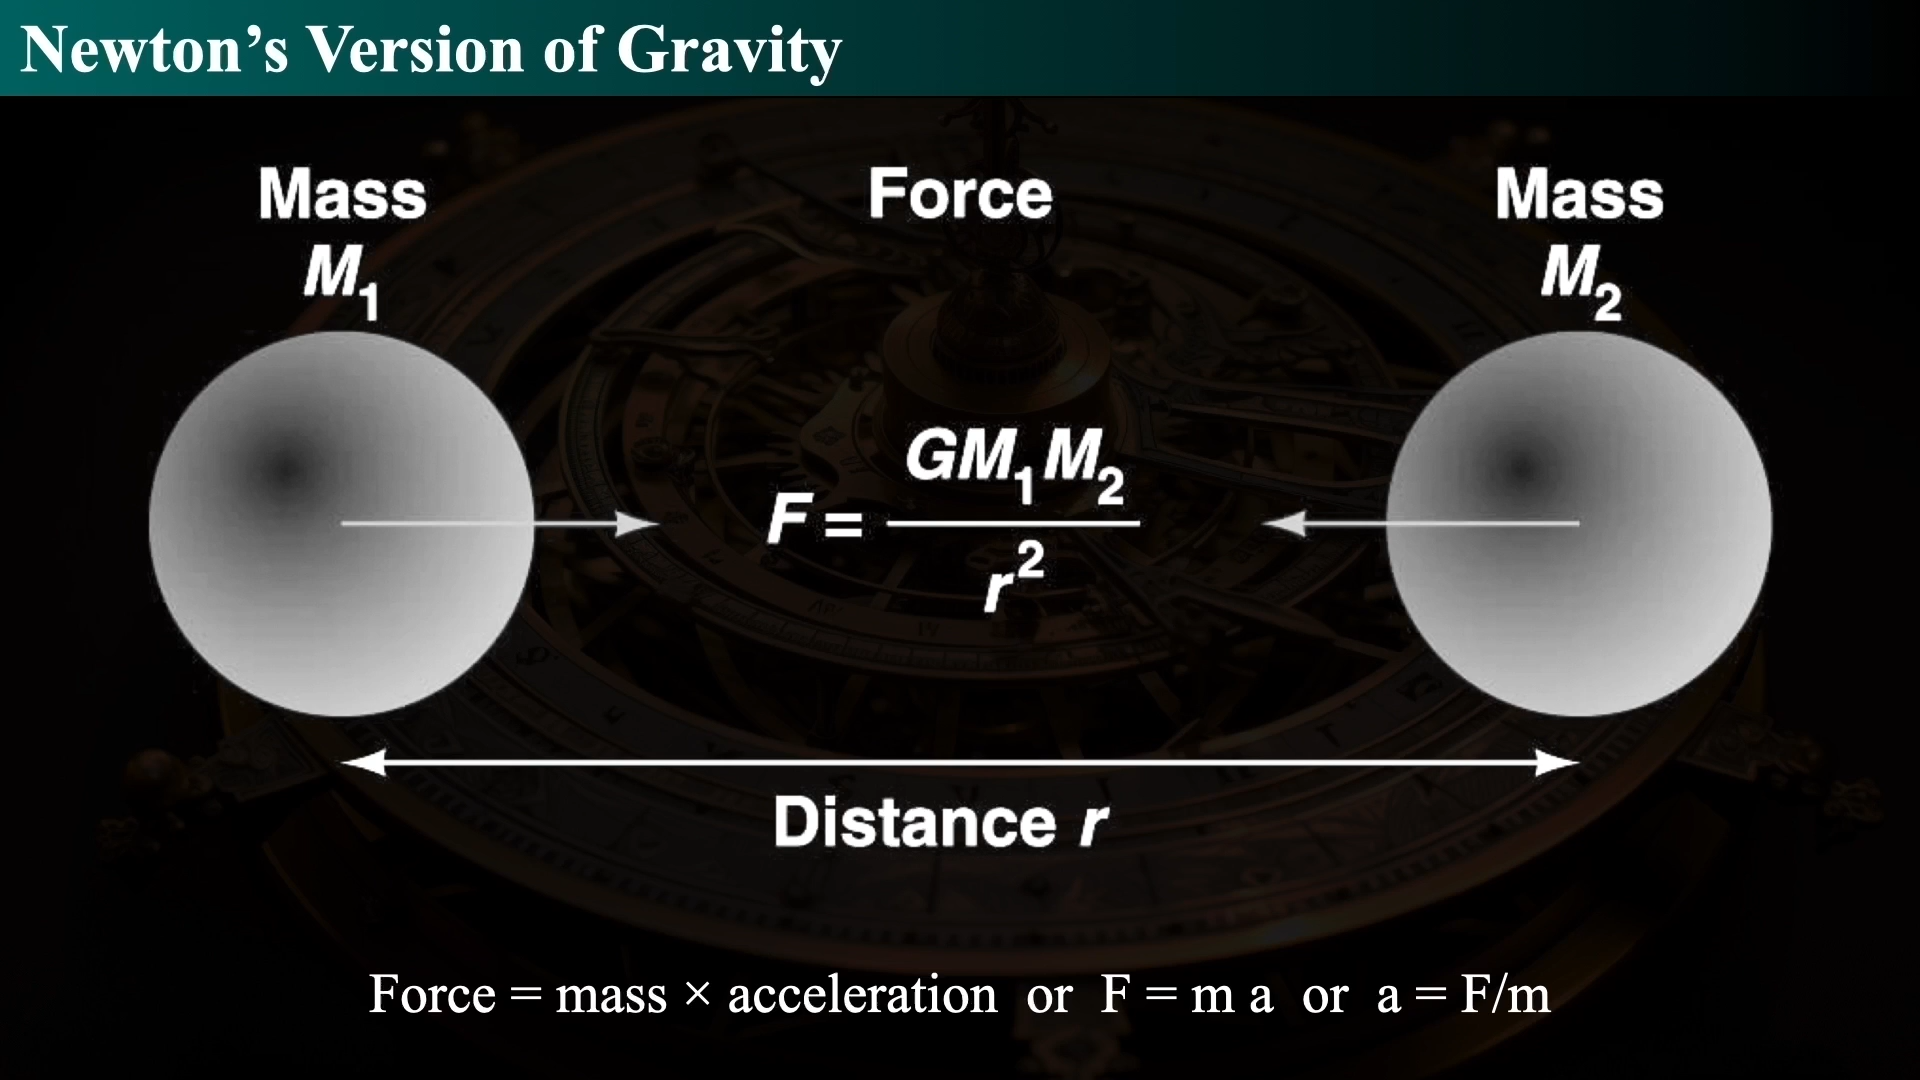 Newton’s Version of Gravity
Mass
M₁
Force
Mass
M₂
F = GM₁M₂ / r²
Distance r
Force = mass × acceleration or F = m a or a = F/m